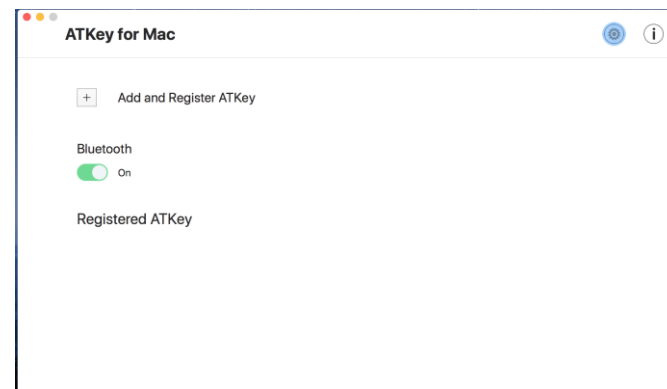 ATKey for Mac
+ Add and Register ATKey
Bluetooth
On
Registered ATKey